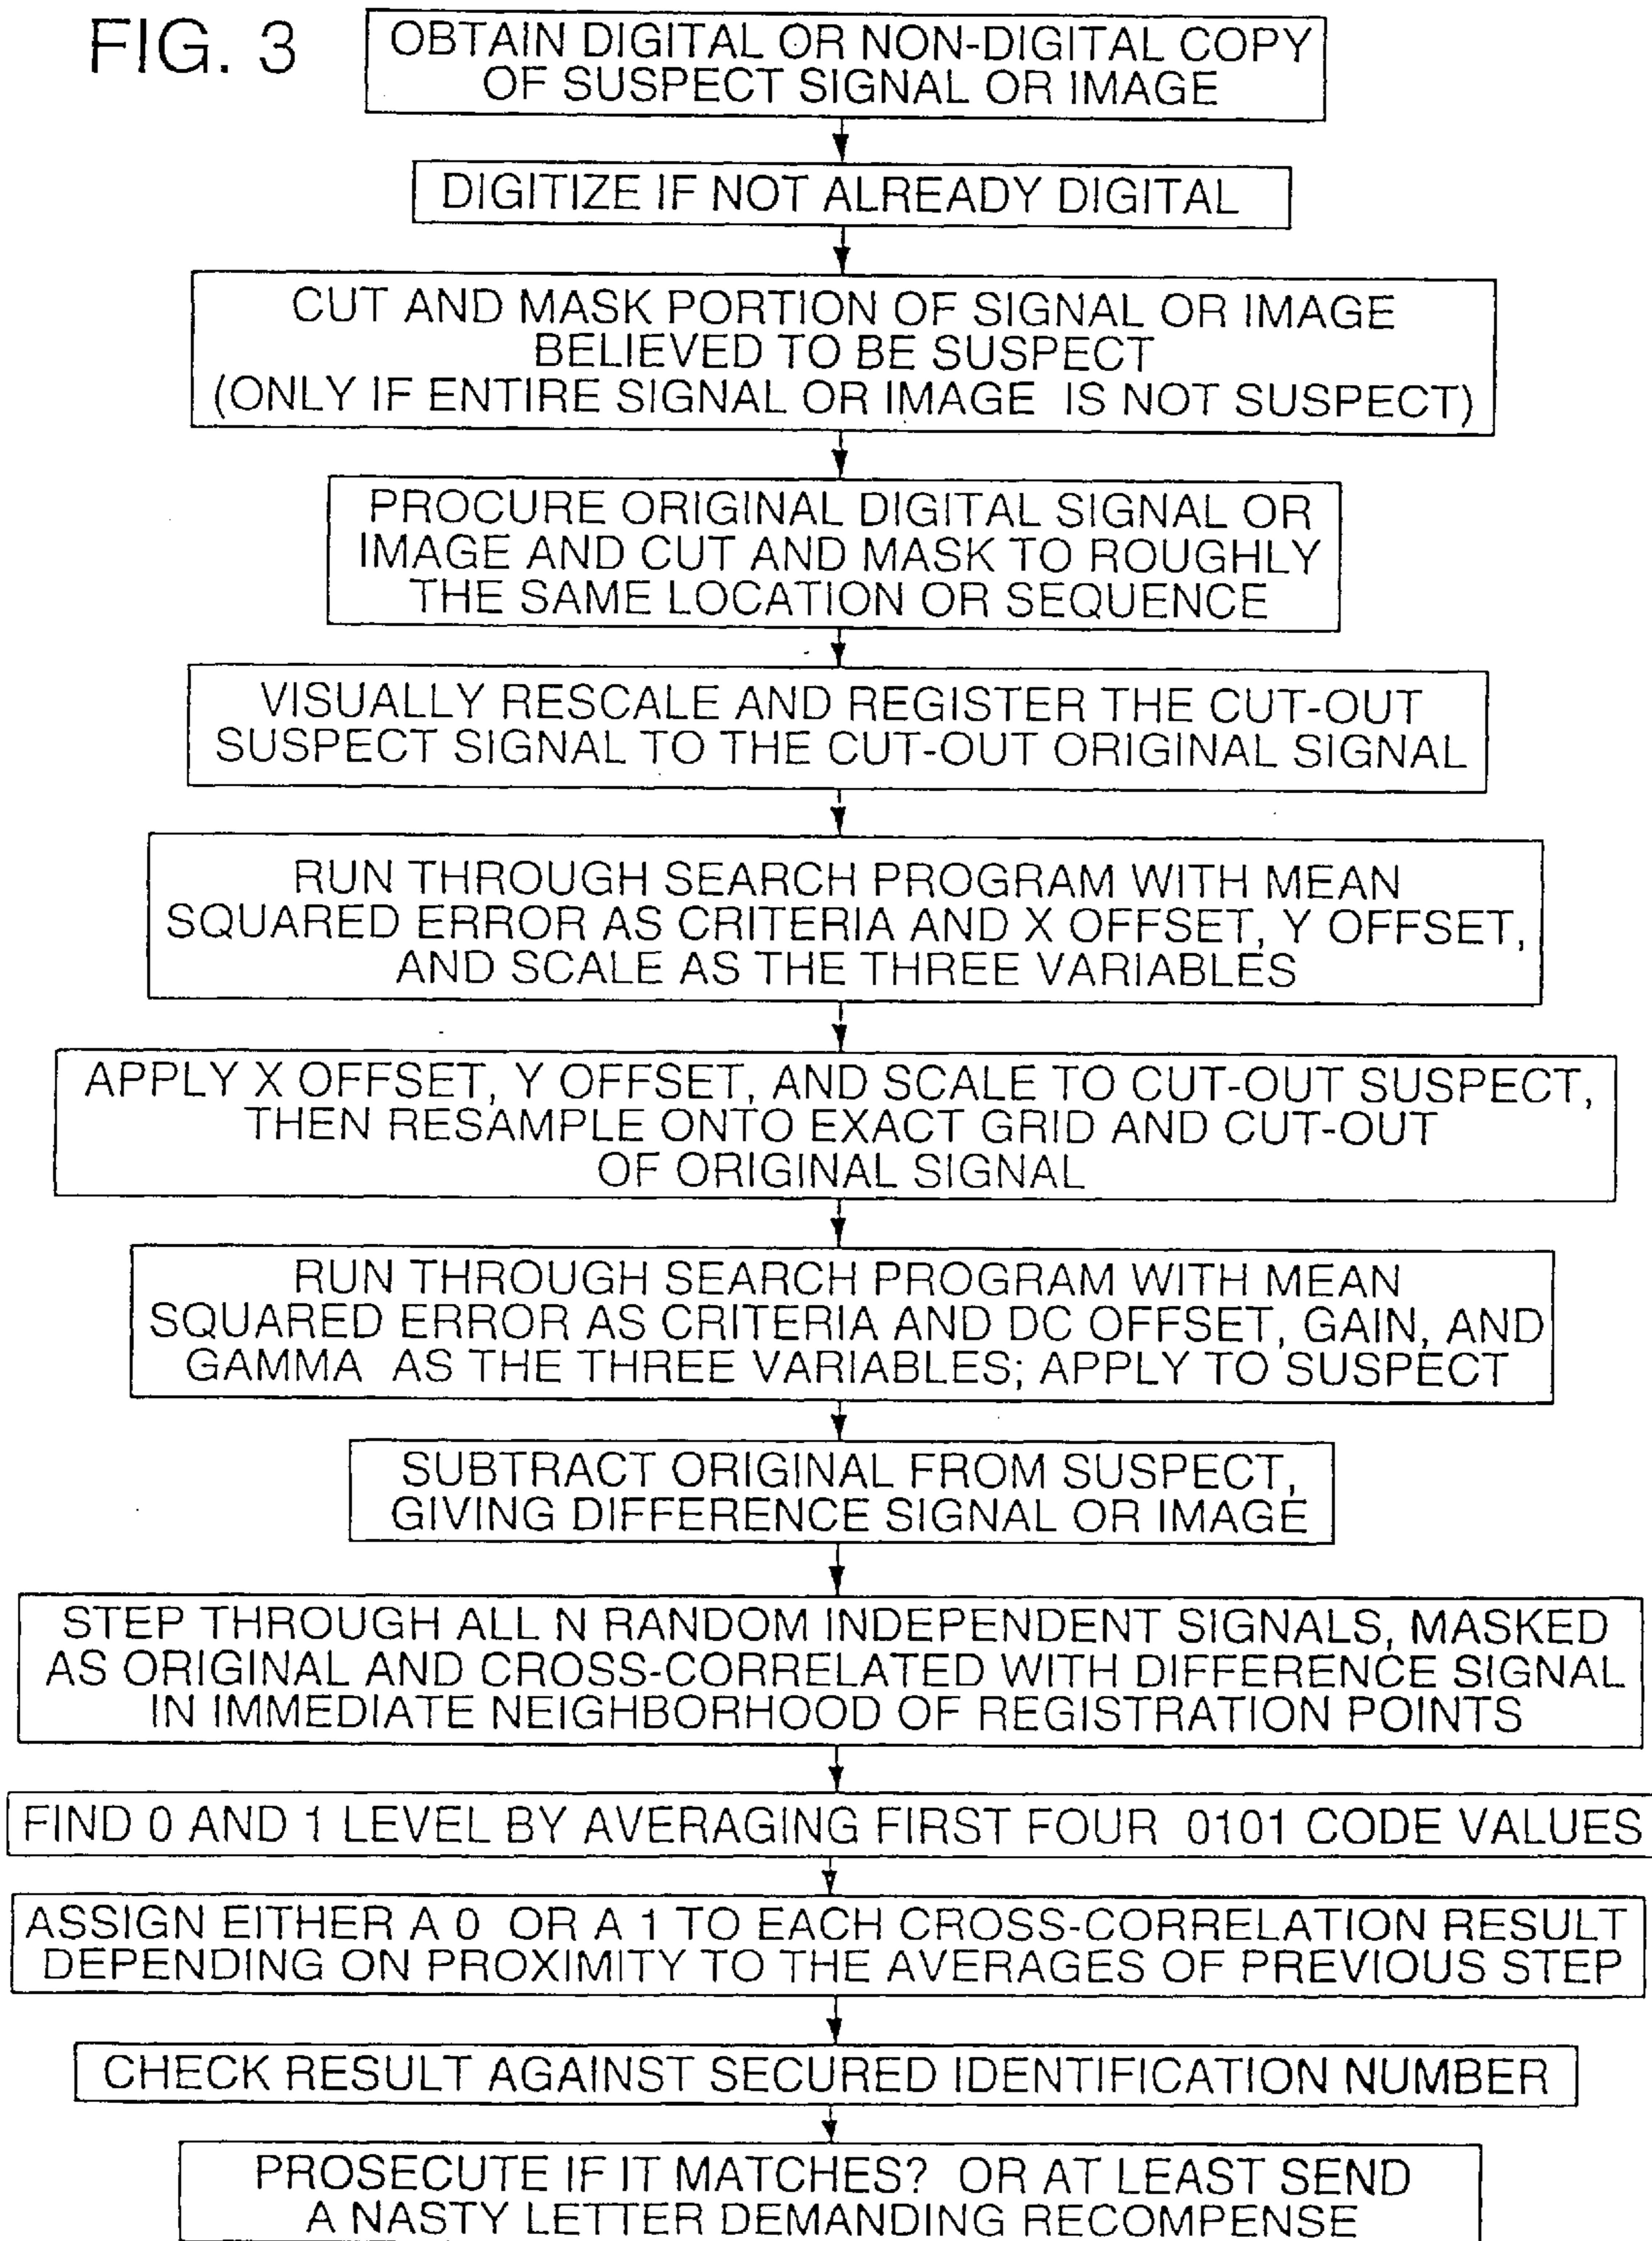 FIG. 3
OBTAIN DIGITAL OR NON-DIGITAL COPY
OF SUSPECT SIGNAL OR IMAGE
DIGITIZE IF NOT ALREADY DIGITAL
CUT AND MASK PORTION OF SIGNAL OR IMAGE
BELIEVED TO BE SUSPECT
(ONLY IF ENTIRE SIGNAL OR IMAGE IS NOT SUSPECT)
PROCURE ORIGINAL DIGITAL SIGNAL OR
IMAGE AND CUT AND MASK TO ROUGHLY
THE SAME LOCATION OR SEQUENCE
VISUALLY RESCALE AND REGISTER THE CUT-OUT
SUSPECT SIGNAL TO THE CUT-OUT ORIGINAL SIGNAL
RUN THROUGH SEARCH PROGRAM WITH MEAN
SQUARED ERROR AS CRITERIA AND X OFFSET, Y OFFSET,
AND SCALE AS THE THREE VARIABLES
APPLY X OFFSET, Y OFFSET, AND SCALE TO CUT-OUT SUSPECT,
THEN RESAMPLE ONTO EXACT GRID AND CUT-OUT
OF ORIGINAL SIGNAL
RUN THROUGH SEARCH PROGRAM WITH MEAN
SQUARED ERROR AS CRITERIA AND DC OFFSET, GAIN, AND
GAMMA AS THE THREE VARIABLES; APPLY TO SUSPECT
SUBTRACT ORIGINAL FROM SUSPECT,
GIVING DIFFERENCE SIGNAL OR IMAGE
STEP THROUGH ALL N RANDOM INDEPENDENT SIGNALS, MASKED
AS ORIGINAL AND CROSS-CORRELATED WITH DIFFERENCE SIGNAL
IN IMMEDIATE NEIGHBORHOOD OF REGISTRATION POINTS
FIND 0 AND 1 LEVEL BY AVERAGING FIRST FOUR 0101 CODE VALUES
ASSIGN EITHER A 0 OR A 1 TO EACH CROSS-CORRELATION RESULT
DEPENDING ON PROXIMITY TO THE AVERAGES OF PREVIOUS STEP
CHECK RESULT AGAINST SECURED IDENTIFICATION NUMBER
PROSECUTE IF IT MATCHES? OR AT LEAST SEND
A NASTY LETTER DEMANDING RECOMPENSE